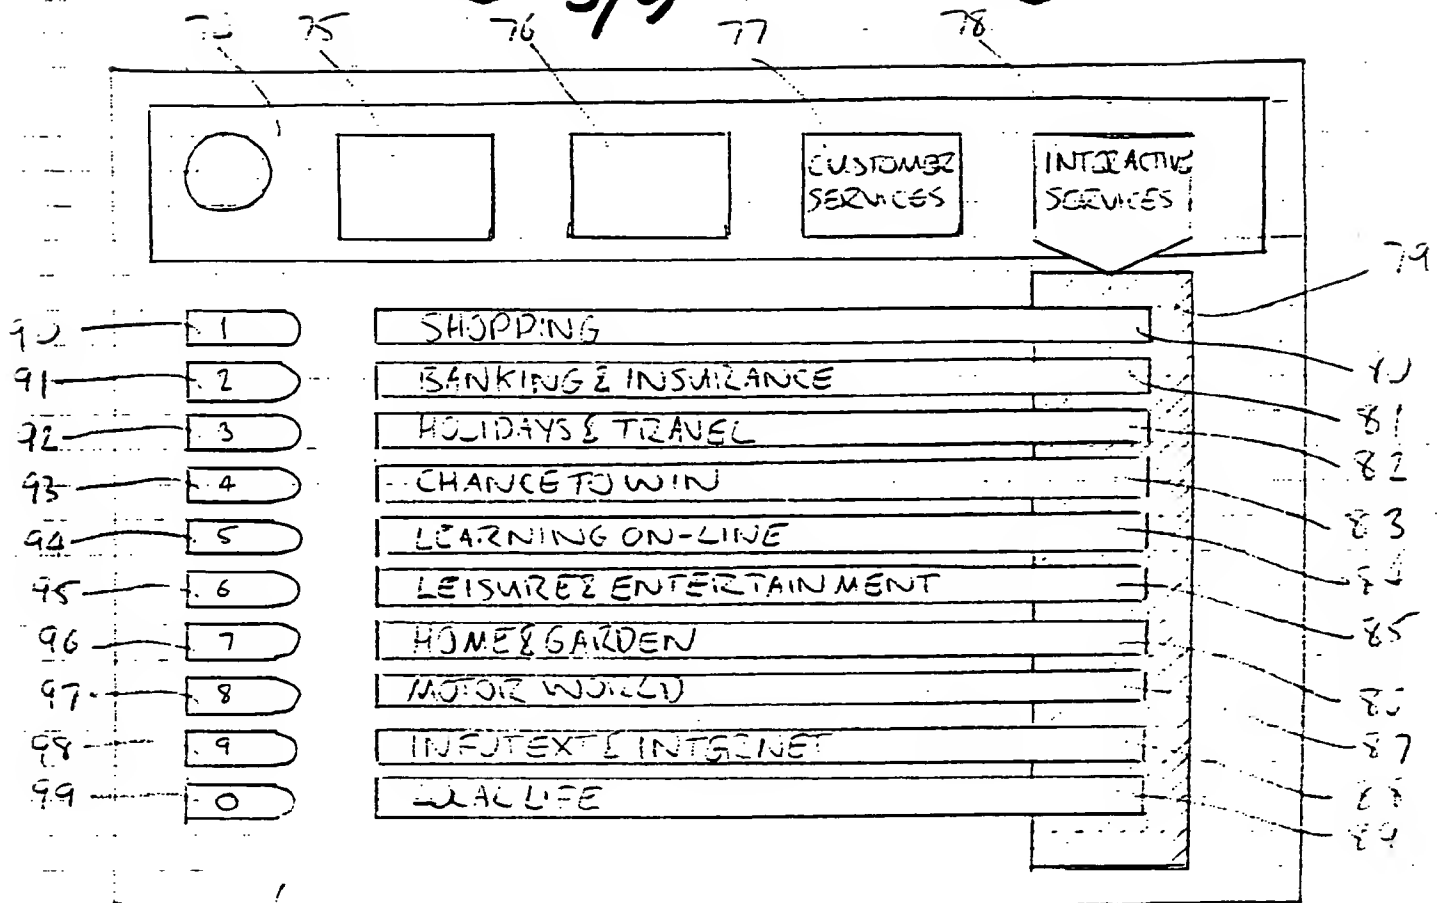 75 76 77 78
CUSTOMER SERVICES
INTERACTIVE SERVICES
79
1 SHOPPING
91 2 BANKING & INSURANCE 81
92 3 HOLIDAYS & TRAVEL 82
93 4 CHANCE TO WIN 83
94 5 LEARNING ON-LINE
95 6 LEISURE & ENTERTAINMENT 85
96 7 HOME & GARDEN
97 8 MOTOR WORLD 87
98 9 INFOTEXT & INTERNET
99 0 LIFE 89